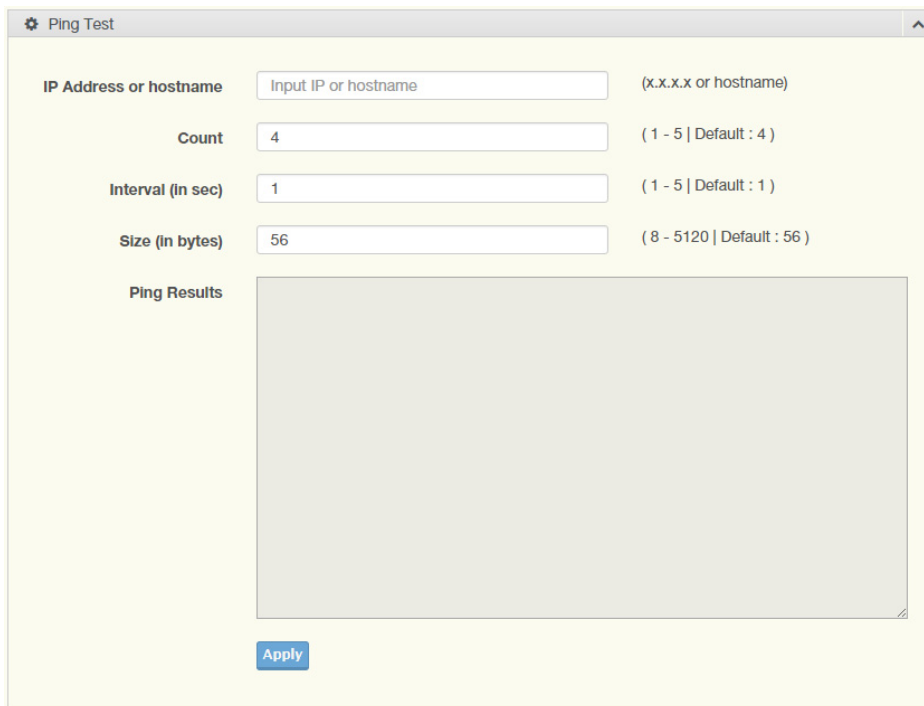 Ping Test
IP Address or hostname Input IP or hostname (x.x.x.x or hostname)
Count 4 ( 1 - 5 | Default : 4 )
Interval (in sec) 1 ( 1 - 5 | Default : 1 )
Size (in bytes) 56 ( 8 - 5120 | Default : 56 )
Ping Results
Apply